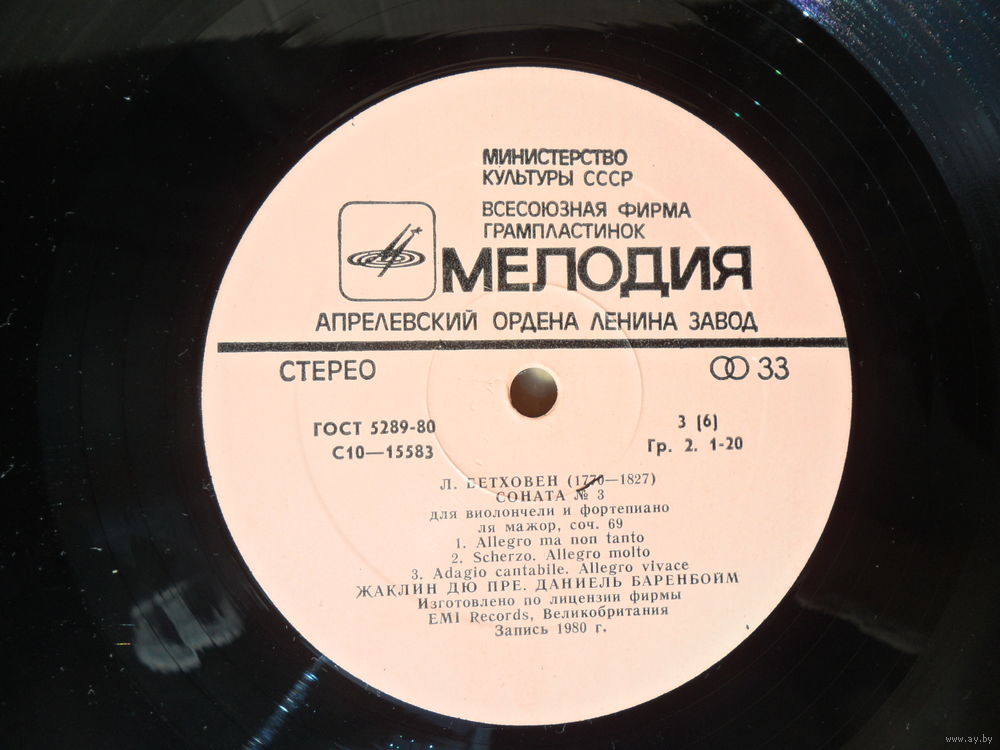 МИНИСТЕРСТВО
КУЛЬТУРЫ СССР
ВСЕСОЮЗНАЯ ФИРМА
ГРАМПЛАСТИНОК
МЕЛОДИЯ
АПРЕЛЕВСКИЙ ОРДЕНА ЛЕНИНА ЗАВОД
СТЕРЕО
33
ГОСТ 5289-80
С10—15583
3 (6)
Гр. 2. 1-20
Л. БЕТХОВЕН (1770—1827)
СОНАТА № 3
для виолончели и фортепиано
ля мажор, соч. 69
1. Allegro ma non tanto
2. Scherzo. Allegro molto
3. Adagio cantabile. Allegro vivace
ЖАКЛИН ДЮ ПРЕ. ДАНИЕЛЬ БАРЕНБОЙМ
Изготовлено по лицензии фирмы
EMI Records, Великобритания
Запись 1980 г.
www.ay.by